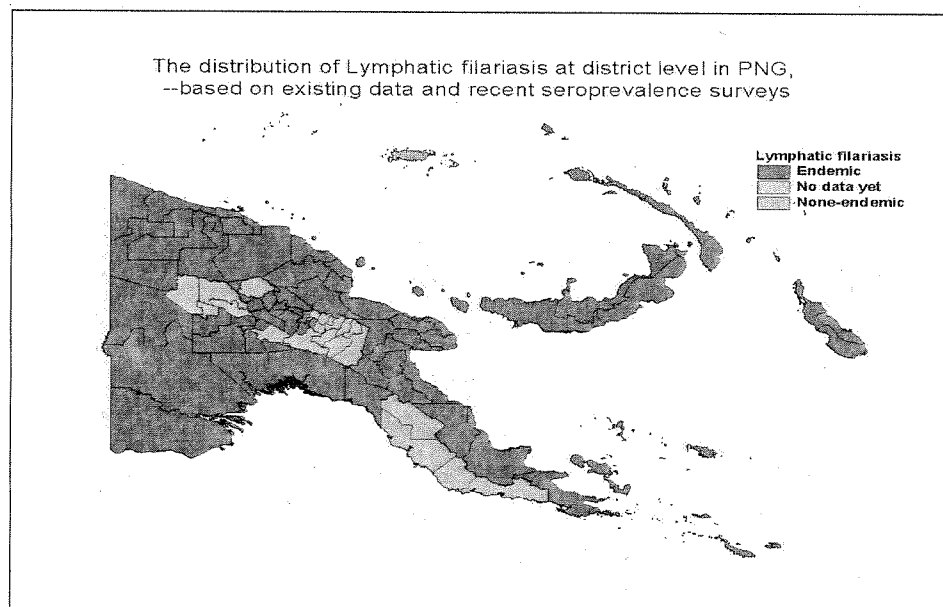 The distribution of Lymphatic filariasis at district level in PNG,
--based on existing data and recent seroprevalence surveys
Lymphatic filariasis
Endemic
No data yet
None-endemic